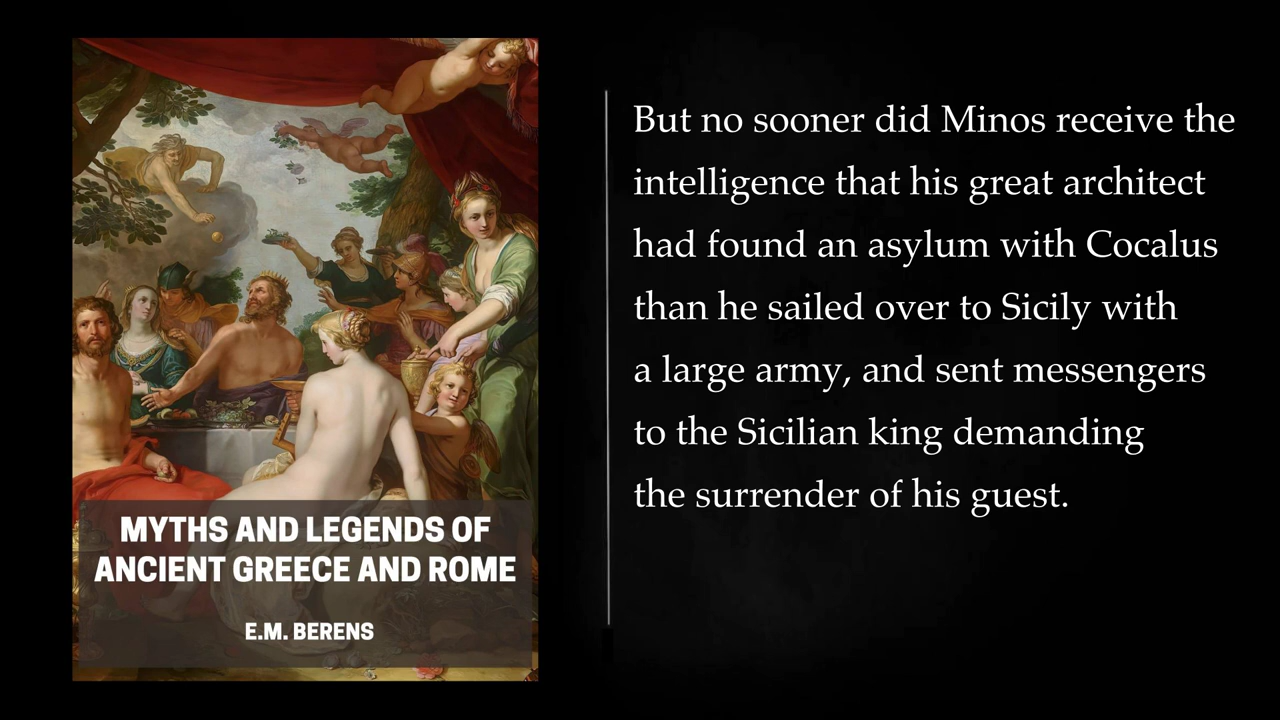 MYTHS AND LEGENDS OF
ANCIENT GREECE AND ROME
E.M. BERENS
But no sooner did Minos receive the
intelligence that his great architect
had found an asylum with Cocalus
than he sailed over to Sicily with
a large army, and sent messengers
to the Sicilian king demanding
the surrender of his guest.